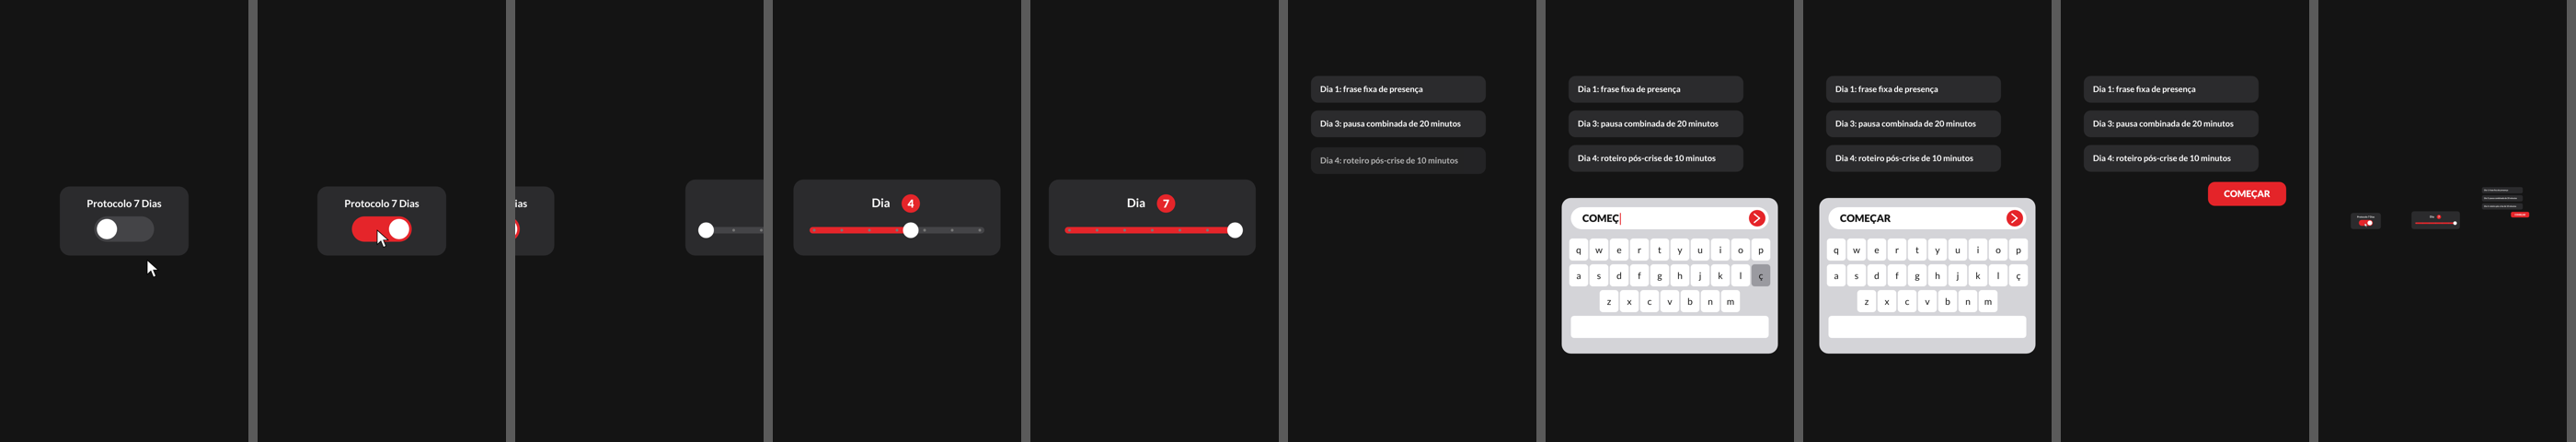 Protocolo 7 Dias
Protocolo 7 Dias
ias
Dia 4
Dia 7
Dia 1: frase fixa de presença
Dia 3: pausa combinada de 20 minutos
Dia 4: roteiro pós-crise de 10 minutos
Dia 1: frase fixa de presença
Dia 3: pausa combinada de 20 minutos
Dia 4: roteiro pós-crise de 10 minutos
COMEÇ
q w e r t y u i o p
a s d f g h j k l ç
z x c v b n m
Dia 1: frase fixa de presença
Dia 3: pausa combinada de 20 minutos
Dia 4: roteiro pós-crise de 10 minutos
COMEÇAR
q w e r t y u i o p
a s d f g h j k l ç
z x c v b n m
Dia 1: frase fixa de presença
Dia 3: pausa combinada de 20 minutos
Dia 4: roteiro pós-crise de 10 minutos
COMEÇAR
Protocolo 7 Dias